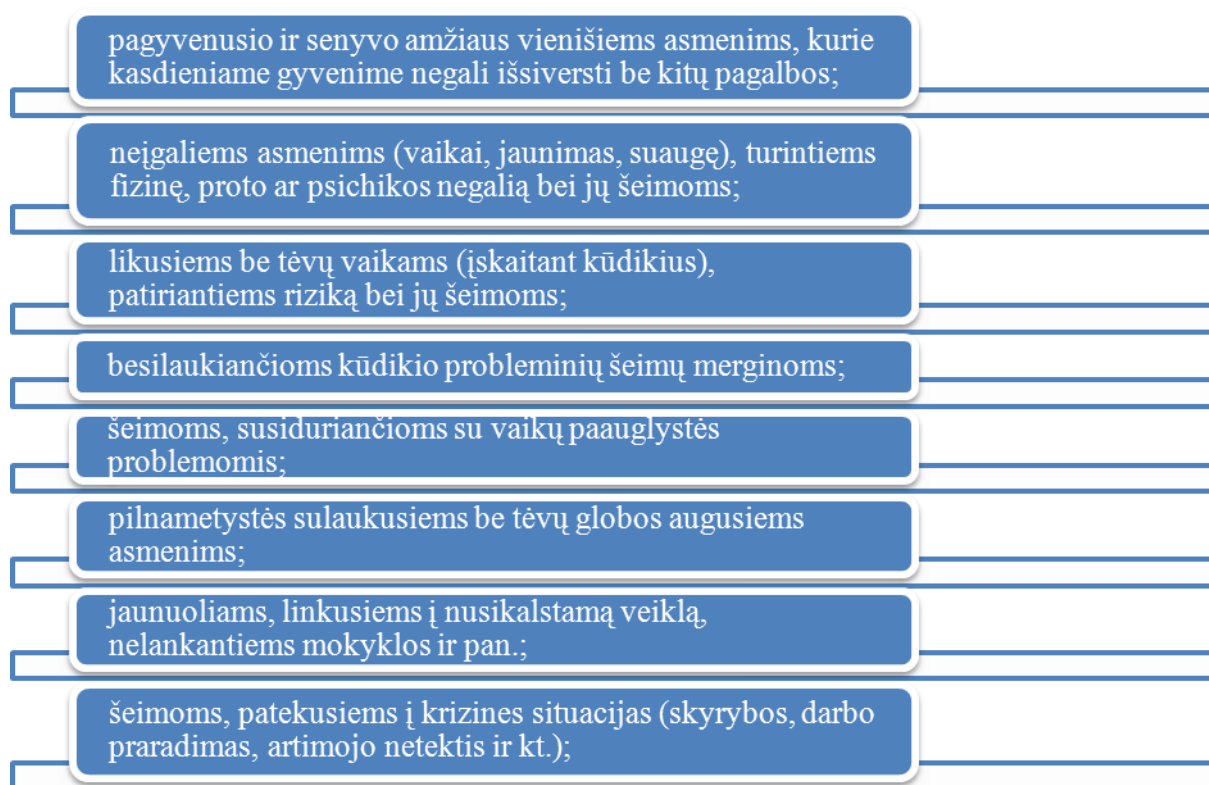 pagyvenusio ir senyvo amžiaus vienišiems asmenims, kurie
kasdieniame gyvenime negali išsiversti be kitų pagalbos;
neįgaliems asmenims (vaikai, jaunimas, suaugę), turintiems
fizinę, proto ar psichikos negalią bei jų šeimoms;
likusiems be tėvų vaikams (įskaitant kūdikius),
patiriantiems riziką bei jų šeimoms;
besilaukiančioms kūdikio probleminių šeimų merginoms;
šeimoms, susiduriančioms su vaikų paauglystės
problemomis;
pilnametystės sulaukusiems be tėvų globos augusiems
asmenims;
jaunuoliams, linkusiems į nusikalstamą veiklą,
nelankantiems mokyklos ir pan.;
šeimoms, patekusiems į krizines situacijas (skyrybos, darbo
praradimas, artimojo netektis ir kt.);